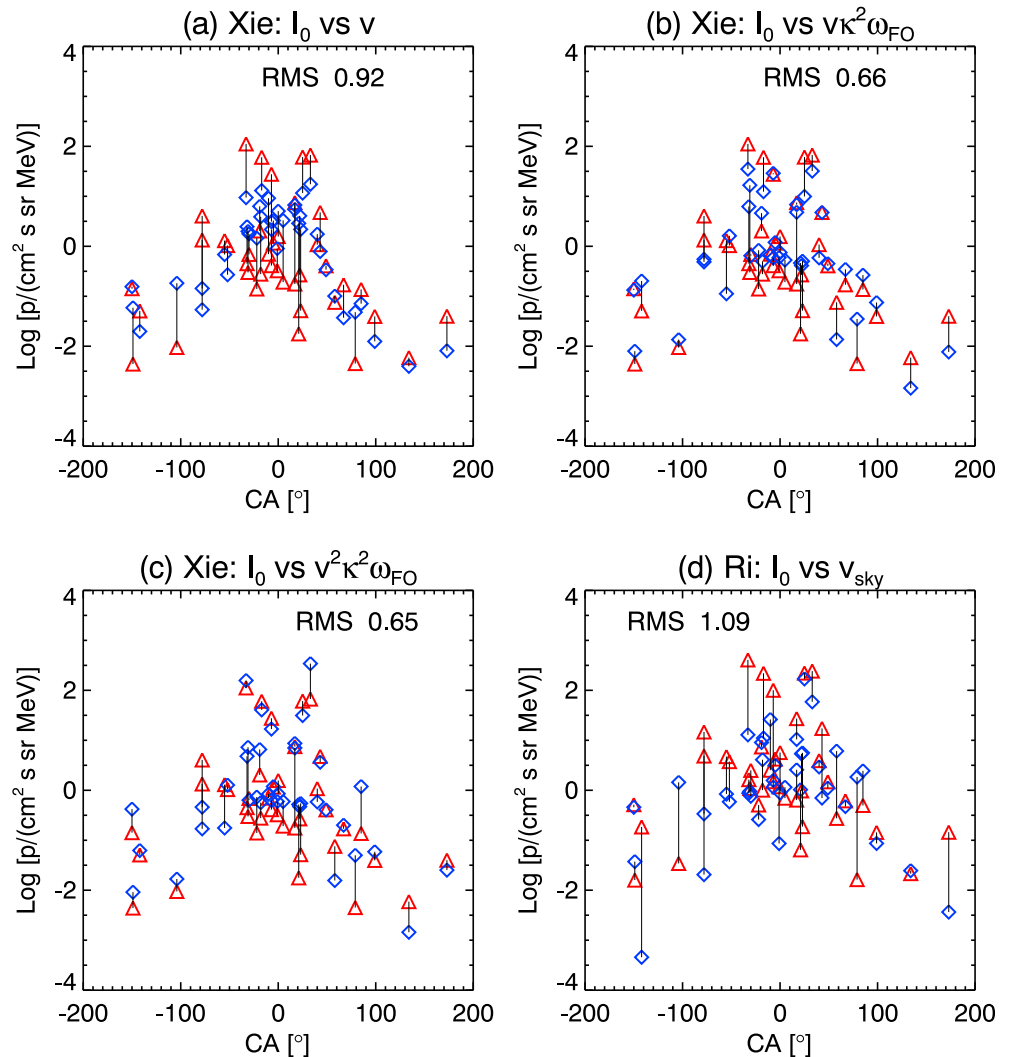 (a) Xie: I₀ vs v
RMS 0.92
Log [p/(cm² s sr MeV)]
4
2
0
-2
-4
-200
-100
0
100
200
CA [°]
(b) Xie: I₀ vs vκ²ω_FO
RMS 0.66
Log [p/(cm² s sr MeV)]
4
2
0
-2
-4
-200
-100
0
100
200
CA [°]
(c) Xie: I₀ vs v²κ²ω_FO
RMS 0.65
Log [p/(cm² s sr MeV)]
4
2
0
-2
-4
-200
-100
0
100
200
CA [°]
(d) Ri: I₀ vs v_sky
RMS 1.09
Log [p/(cm² s sr MeV)]
4
2
0
-2
-4
-200
-100
0
100
200
CA [°]